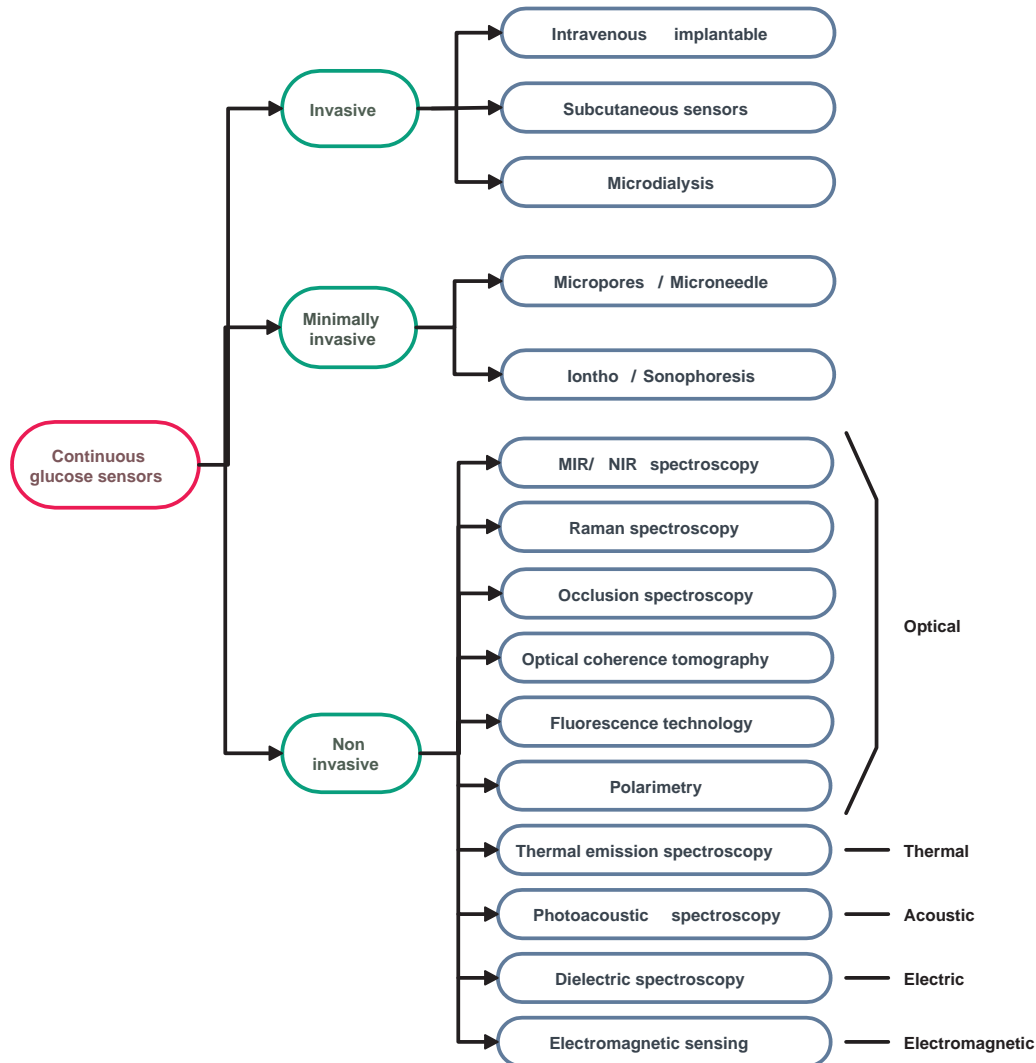 Intravenous implantable
Invasive
Subcutaneous sensors
Microdialysis
Micropores / Microneedle
Minimally
invasive
Iontho / Sonophoresis
Continuous
glucose sensors
MIR/ NIR spectroscopy
Raman spectroscopy
Occlusion spectroscopy
Optical
Optical coherence tomography
Fluorescence technology
Non
invasive
Polarimetry
Thermal emission spectroscopy
Thermal
Photoacoustic spectroscopy
Acoustic
Dielectric spectroscopy
Electric
Electromagnetic sensing
Electromagnetic